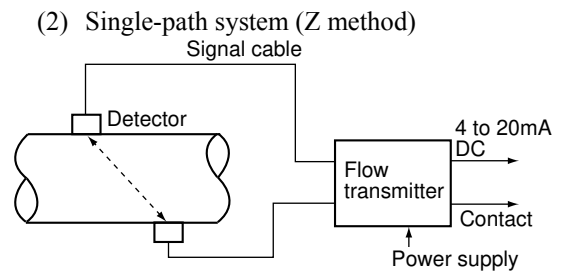 (2) Single-path system (Z method)
Signal cable
Detector
Flow
transmitter
4 to 20mA
DC
Contact
Power supply